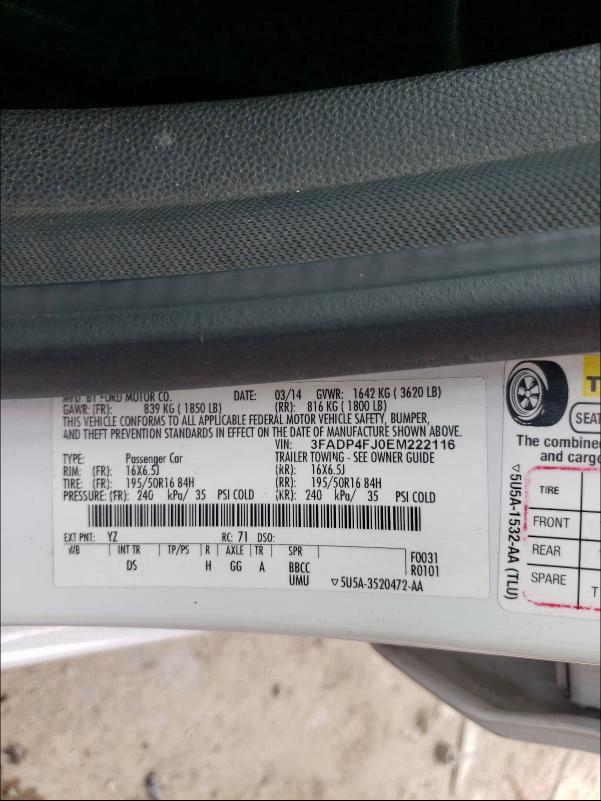 MFD BY FORD MOTOR CO. DATE: 03/14 GVWR: 1642 KG ( 3620 LB)
GAWR: (FR): 839 KG ( 1850 LB) (RR): 816 KG ( 1800 LB)
THIS VEHICLE CONFORMS TO ALL APPLICABLE FEDERAL MOTOR VEHICLE SAFETY, BUMPER,
AND THEFT PREVENTION STANDARDS IN EFFECT ON THE DATE OF MANUFACTURE SHOWN ABOVE.
VIN: 3FADP4FJ0EM222116
TYPE: Passenger Car TRAILER TOWING - SEE OWNER GUIDE
RIM: (FR) 16X6.5J (RR): 16X6.5J
TIRE: (FR) 195/50R16 84H (RR): 195/50R16 84H
PRESSURE: (FR) 240 kPa/ 35 PSI COLD (RR): 240 kPa/ 35 PSI COLD
EXT PNT: YZ RC: 71 DSO:
WB INT TR TP/PS R AXLE TR SPR F0031
DS H GG A BBCC R0101
UMU ▽5U5A-3520472-AA
▽5U5A-1532-AA (TLU)
SEAT
The combined
and cargo
TIRE
FRONT
REAR
SPARE T